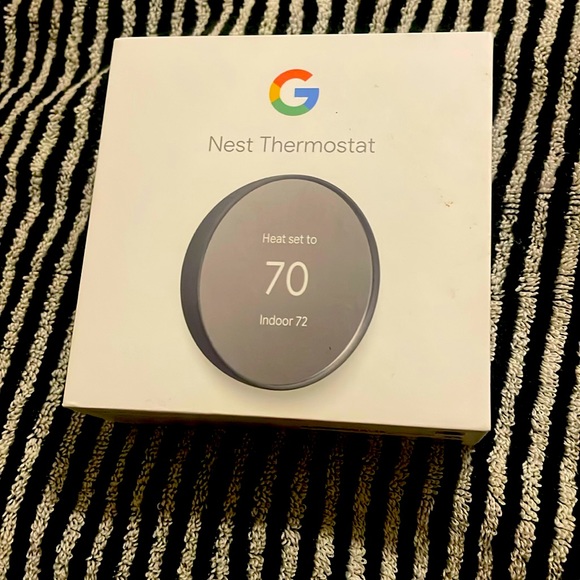 Nest Thermostat
Heat set to
70
Indoor 72